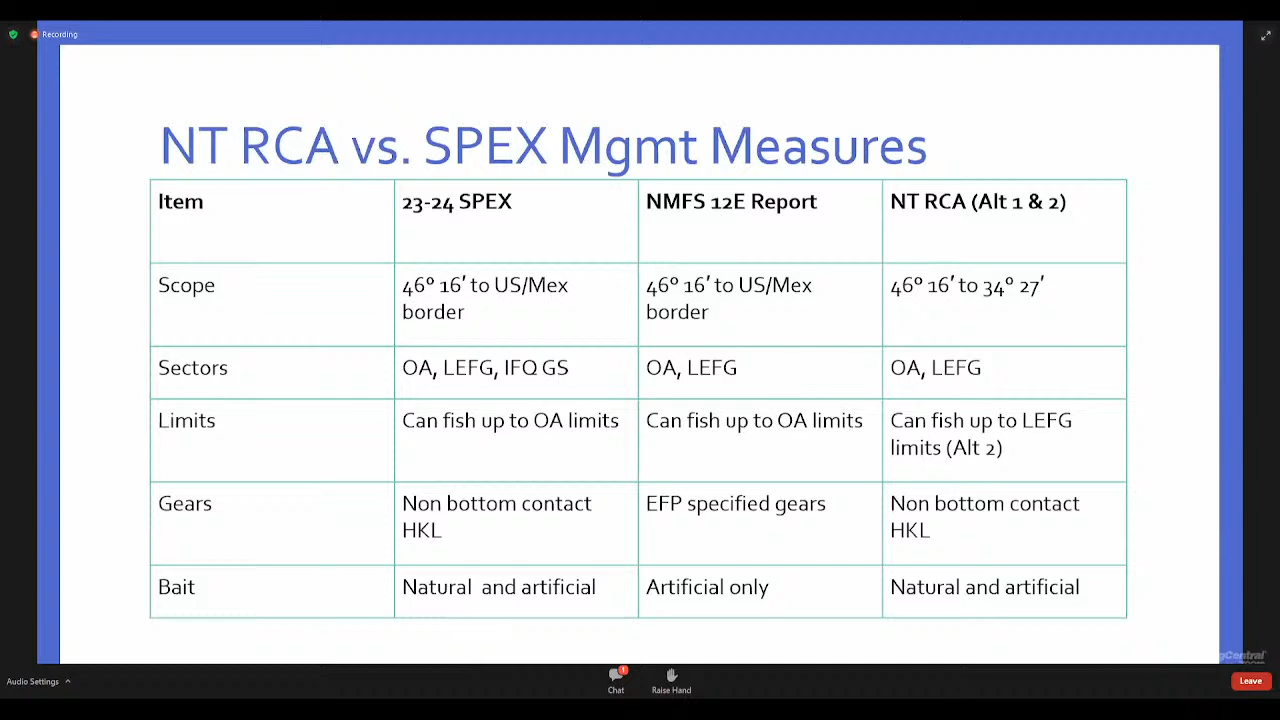 Recording
NT RCA vs. SPEX Mgmt Measures
Item 23-24 SPEX NMFS 12E Report NT RCA (Alt 1 & 2)
Scope 46° 16′ to US/Mex border 46° 16′ to US/Mex border 46° 16′ to 34° 27′
Sectors OA, LEFG, IFQ GS OA, LEFG OA, LEFG
Limits Can fish up to OA limits Can fish up to OA limits Can fish up to LEFG limits (Alt 2)
Gears Non bottom contact HKL EFP specified gears Non bottom contact HKL
Bait Natural and artificial Artificial only Natural and artificial
Audio Settings
1
Chat
Raise Hand
Leave